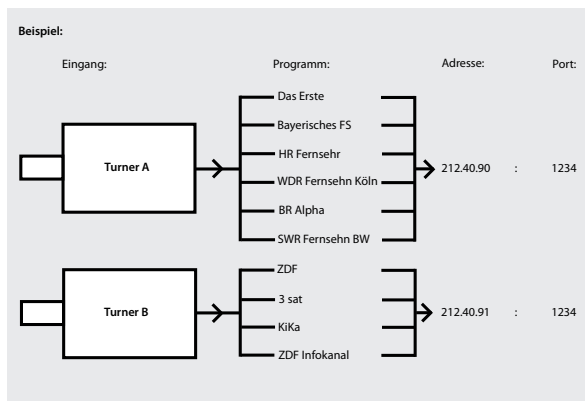 Beispiel:
Eingang: Programm: Adresse: Port:
Das Erste
Bayerisches FS
HR Fernsehr
Turner A
WDR Fernsehn Köln
212.40.90 : 1234
BR Alpha
SWR Fernsehn BW
ZDF
3 sat
Turner B
212.40.91 : 1234
KiKa
ZDF Infokanal